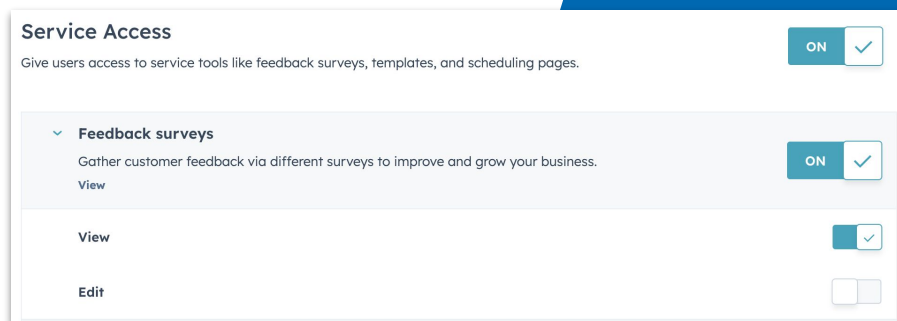 Service Access
ON
Give users access to service tools like feedback surveys, templates, and scheduling pages.
Feedback surveys
Gather customer feedback via different surveys to improve and grow your business.
ON
View
View
Edit